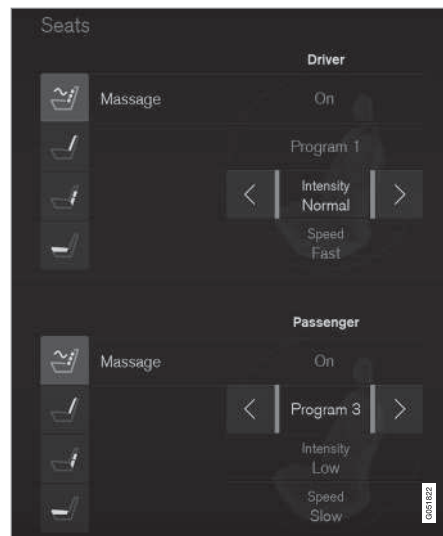 Seats
Driver
Massage On
Program 1
Intensity
Normal
Speed
Fast
Passenger
Massage On
Program 3
Intensity
Low
Speed
Slow
G051822